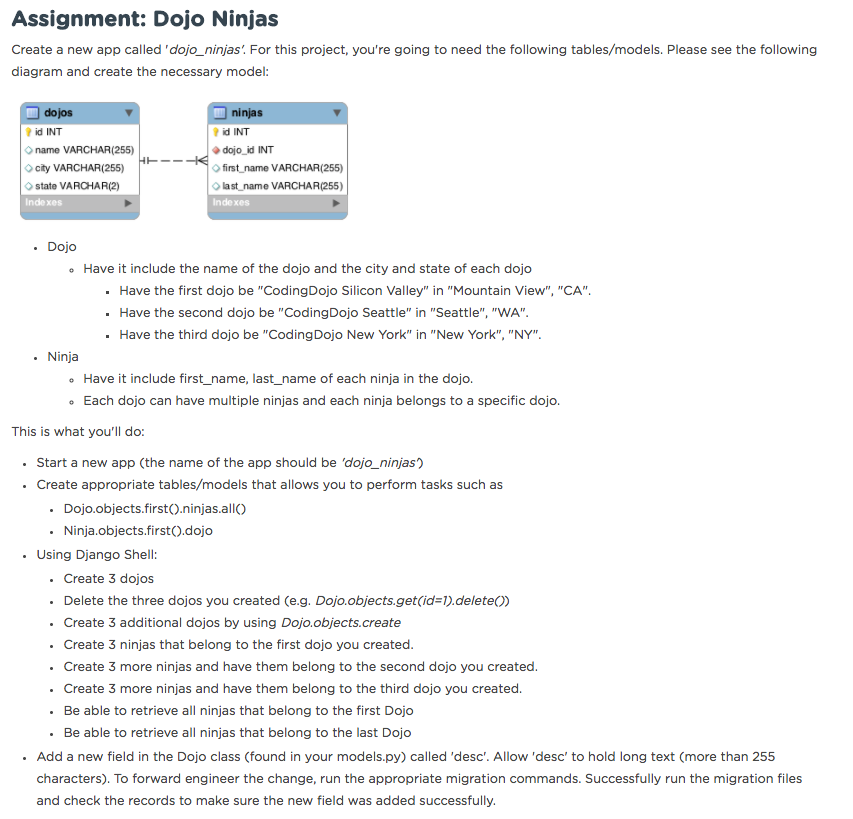 Assignment: Dojo Ninjas
Create a new app called 'dojo_ninjas'. For this project, you're going to need the following tables/models. Please see the following
diagram and create the necessary model:
dojos
id INT
name VARCHAR(255)
city VARCHAR(255)
state VARCHAR(2)
Indexes
ninjas
id INT
dojo_id INT
first_name VARCHAR(255)
last_name VARCHAR(255)
Indexes
Dojo
Have it include the name of the dojo and the city and state of each dojo
Have the first dojo be "CodingDojo Silicon Valley" in "Mountain View", "CA".
Have the second dojo be "CodingDojo Seattle" in "Seattle", "WA".
Have the third dojo be "CodingDojo New York" in "New York", "NY".
Ninja
Have it include first_name, last_name of each ninja in the dojo.
Each dojo can have multiple ninjas and each ninja belongs to a specific dojo.
This is what you'll do:
Start a new app (the name of the app should be 'dojo_ninjas')
Create appropriate tables/models that allows you to perform tasks such as
Dojo.objects.first().ninjas.all()
Ninja.objects.first().dojo
Using Django Shell:
Create 3 dojos
Delete the three dojos you created (e.g. Dojo.objects.get(id=1).delete())
Create 3 additional dojos by using Dojo.objects.create
Create 3 ninjas that belong to the first dojo you created.
Create 3 more ninjas and have them belong to the second dojo you created.
Create 3 more ninjas and have them belong to the third dojo you created.
Be able to retrieve all ninjas that belong to the first Dojo
Be able to retrieve all ninjas that belong to the last Dojo
Add a new field in the Dojo class (found in your models.py) called 'desc'. Allow 'desc' to hold long text (more than 255
characters). To forward engineer the change, run the appropriate migration commands. Successfully run the migration files
and check the records to make sure the new field was added successfully.